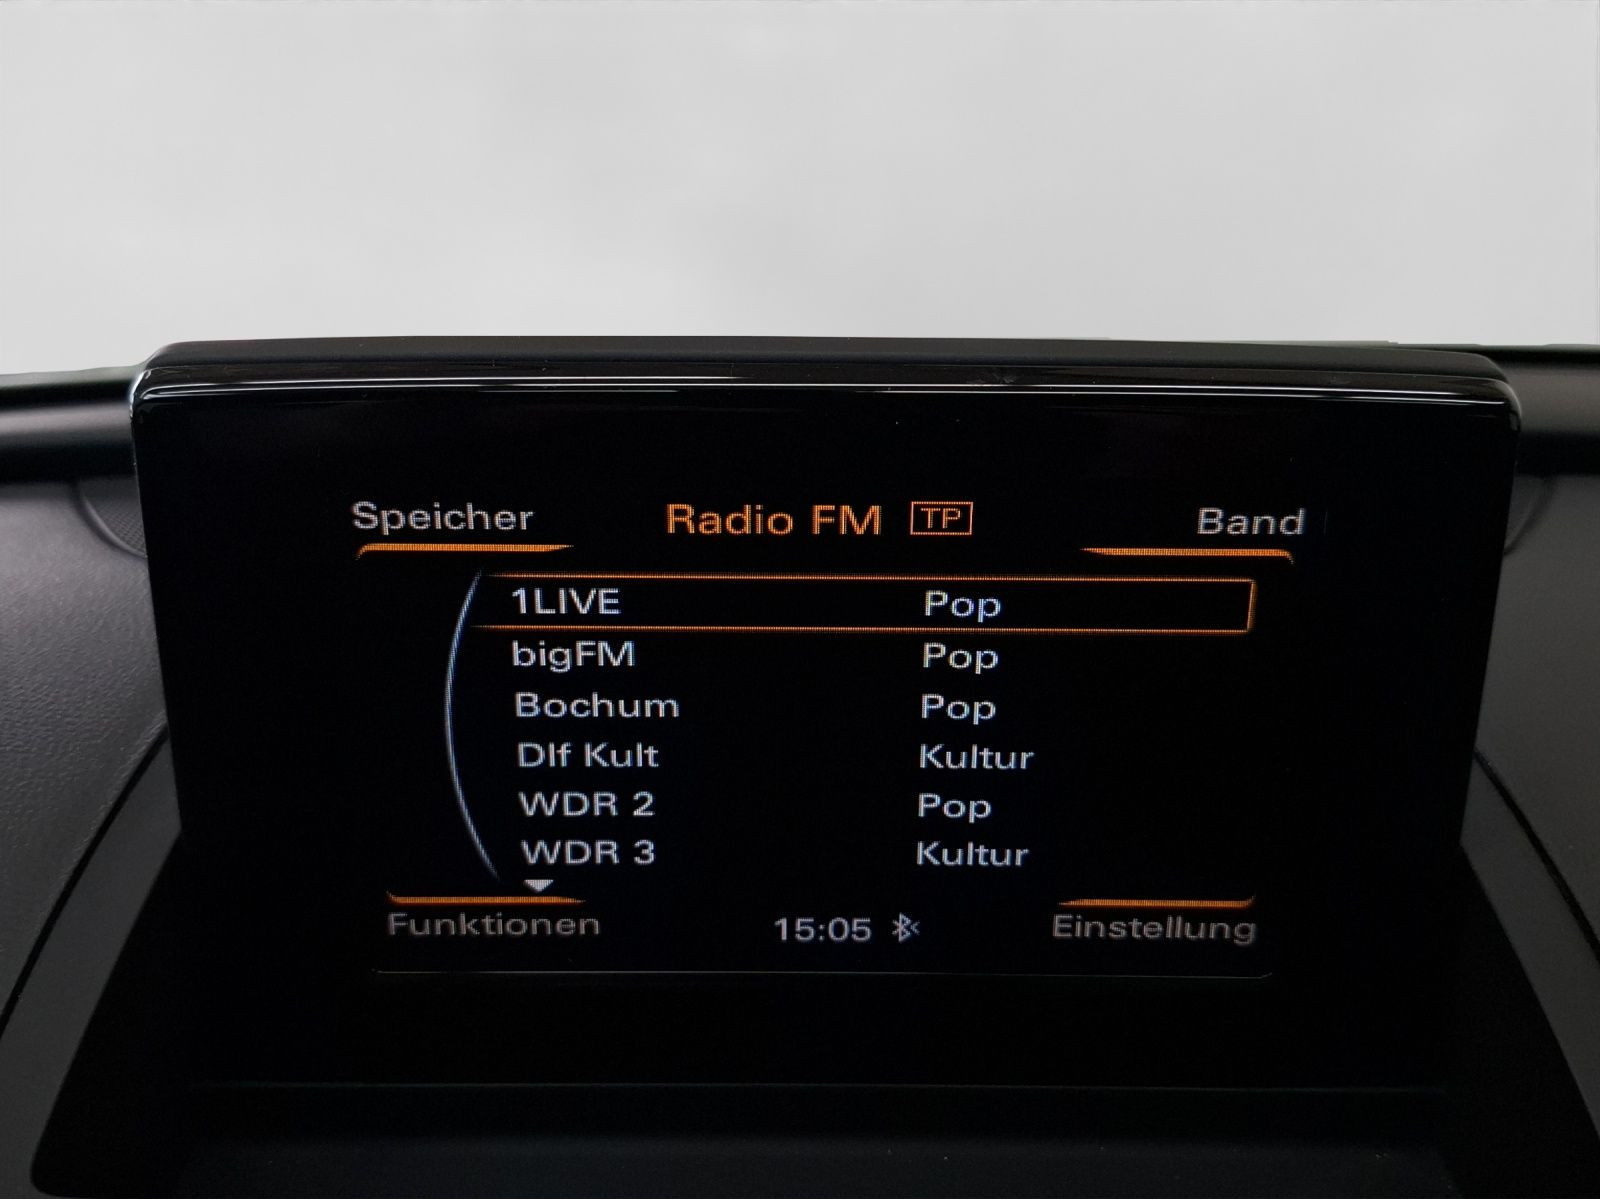 Speicher Radio FM TP Band
1LIVE Pop
bigFM Pop
Bochum Pop
Dlf Kult Kultur
WDR 2 Pop
WDR 3 Kultur
Funktionen 15:05 Einstellung